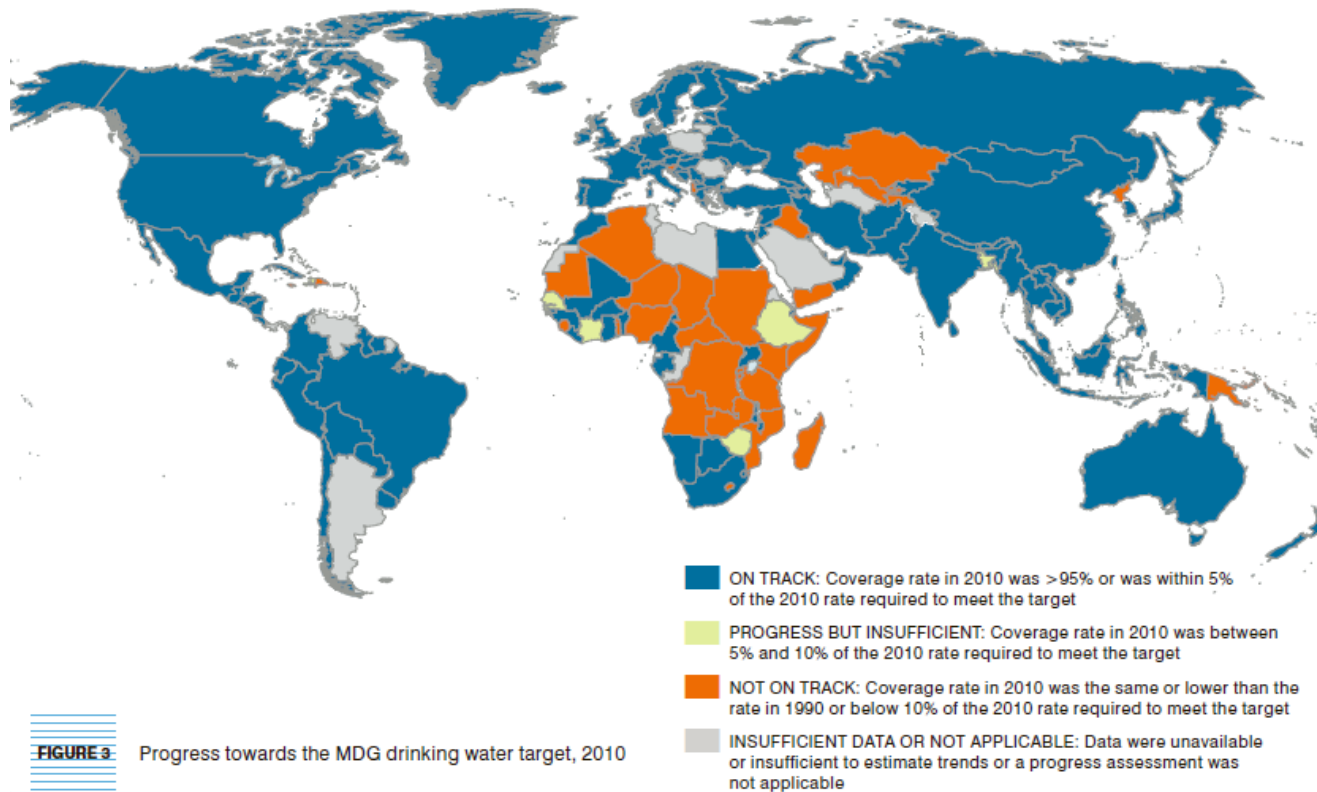 ON TRACK: Coverage rate in 2010 was >95% or was within 5%
of the 2010 rate required to meet the target
PROGRESS BUT INSUFFICIENT: Coverage rate in 2010 was between
5% and 10% of the 2010 rate required to meet the target
NOT ON TRACK: Coverage rate in 2010 was the same or lower than the
rate in 1990 or below 10% of the 2010 rate required to meet the target
INSUFFICIENT DATA OR NOT APPLICABLE: Data were unavailable
or insufficient to estimate trends or a progress assessment was
not applicable
FIGURE 3 Progress towards the MDG drinking water target, 2010